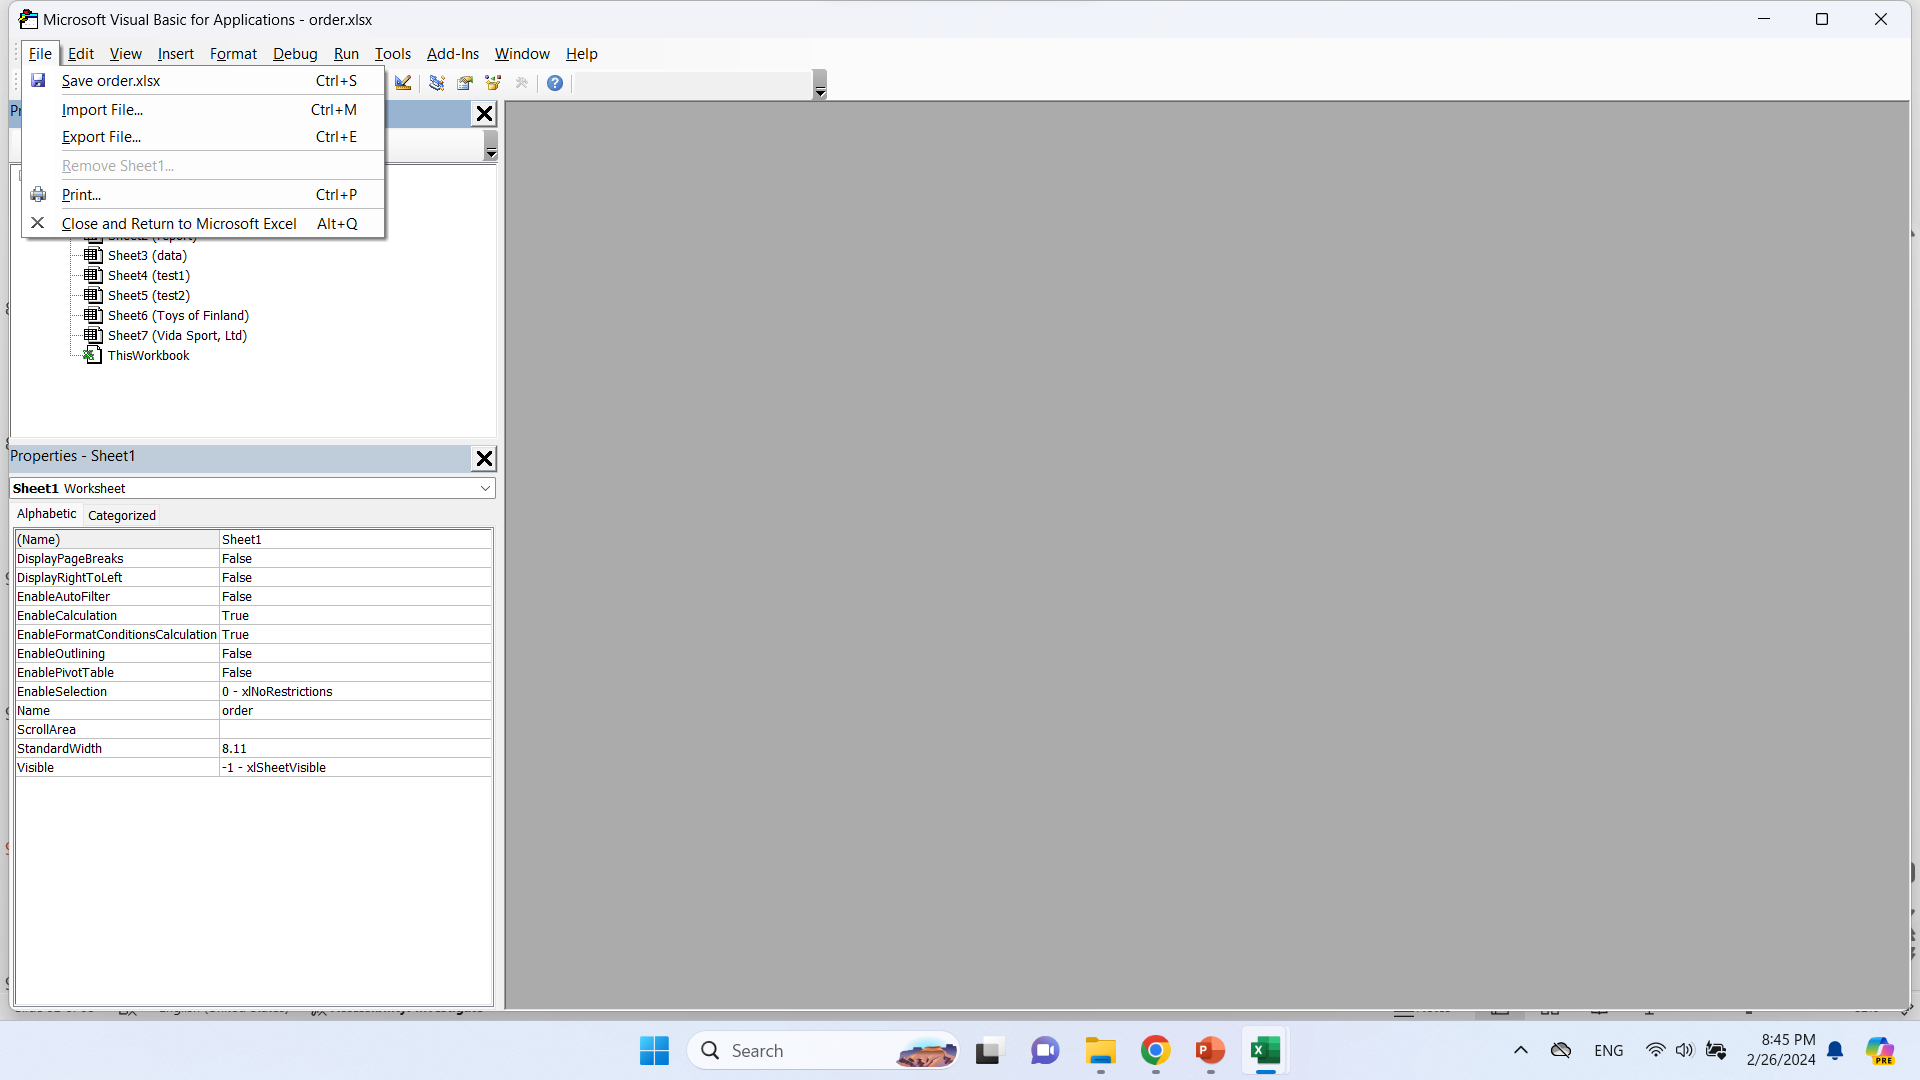 Microsoft Visual Basic for Applications - order.xlsx
File Edit View Insert Format Debug Run Tools Add-Ins Window Help
Save order.xlsx Ctrl+S
Import File... Ctrl+M
Export File... Ctrl+E
Remove Sheet1...
Print... Ctrl+P
Close and Return to Microsoft Excel Alt+Q
Sheet2 (report)
Sheet3 (data)
Sheet4 (test1)
Sheet5 (test2)
Sheet6 (Toys of Finland)
Sheet7 (Vida Sport, Ltd)
ThisWorkbook
Properties - Sheet1
Sheet1 Worksheet
Alphabetic Categorized
(Name) Sheet1
DisplayPageBreaks False
DisplayRightToLeft False
EnableAutoFilter False
EnableCalculation True
EnableFormatConditionsCalculation True
EnableOutlining False
EnablePivotTable False
EnableSelection 0 - xlNoRestrictions
Name order
ScrollArea
StandardWidth 8.11
Visible -1 - xlSheetVisible
Search
ENG
8:45 PM
2/26/2024
PRE